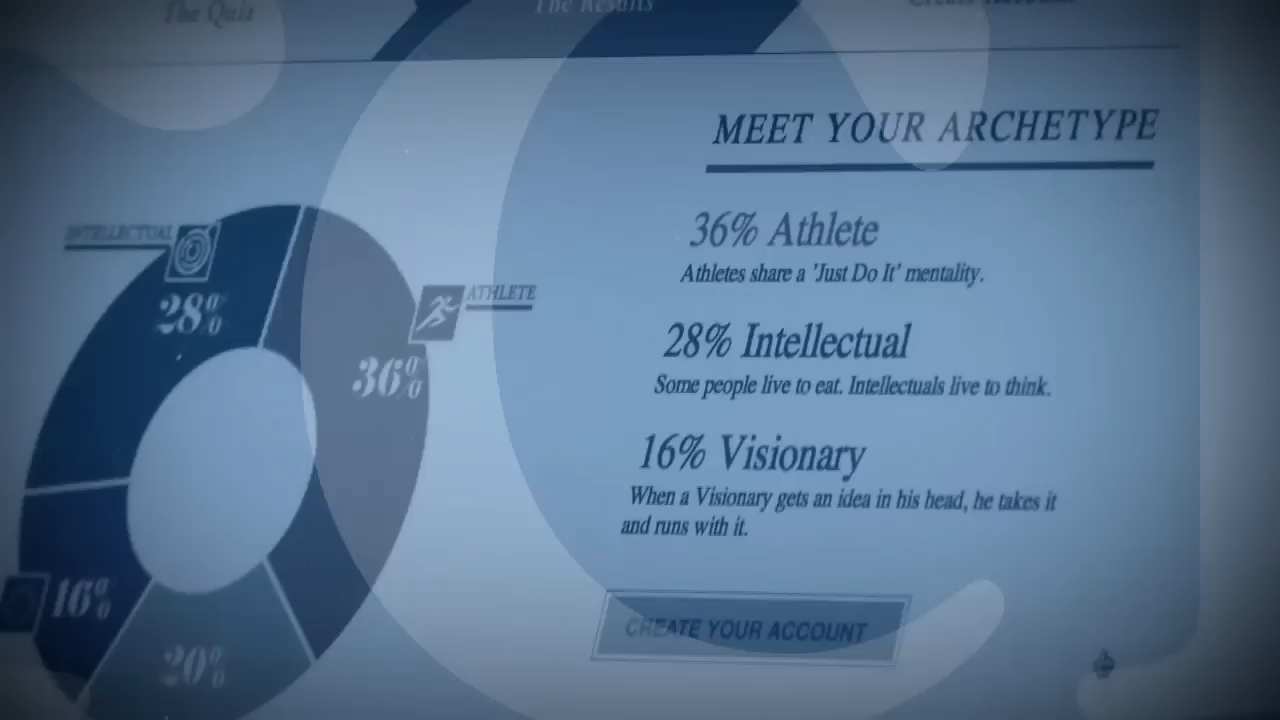 The Quiz
The Results
MEET YOUR ARCHETYPE
36% Athlete
Athletes share a 'Just Do It' mentality.
28% Intellectual
Some people live to eat. Intellectuals live to think.
16% Visionary
When a Visionary gets an idea in his head, he takes it
and runs with it.
CREATE YOUR ACCOUNT
INTELLECTUAL
28%
ATHLETE
36%
16%
20%